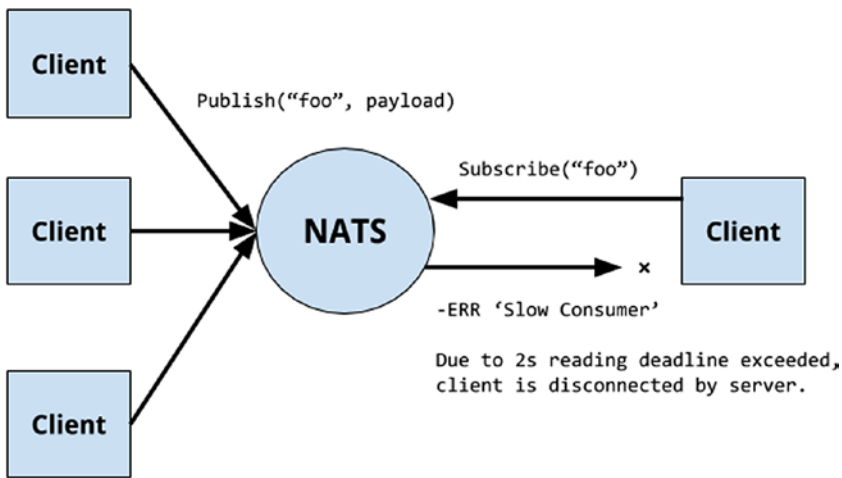 Client
Publish(“foo”, payload)
Subscribe(“foo”)
Client
NATS
Client
×
-ERR ‘Slow Consumer’
Due to 2s reading deadline exceeded,
client is disconnected by server.
Client